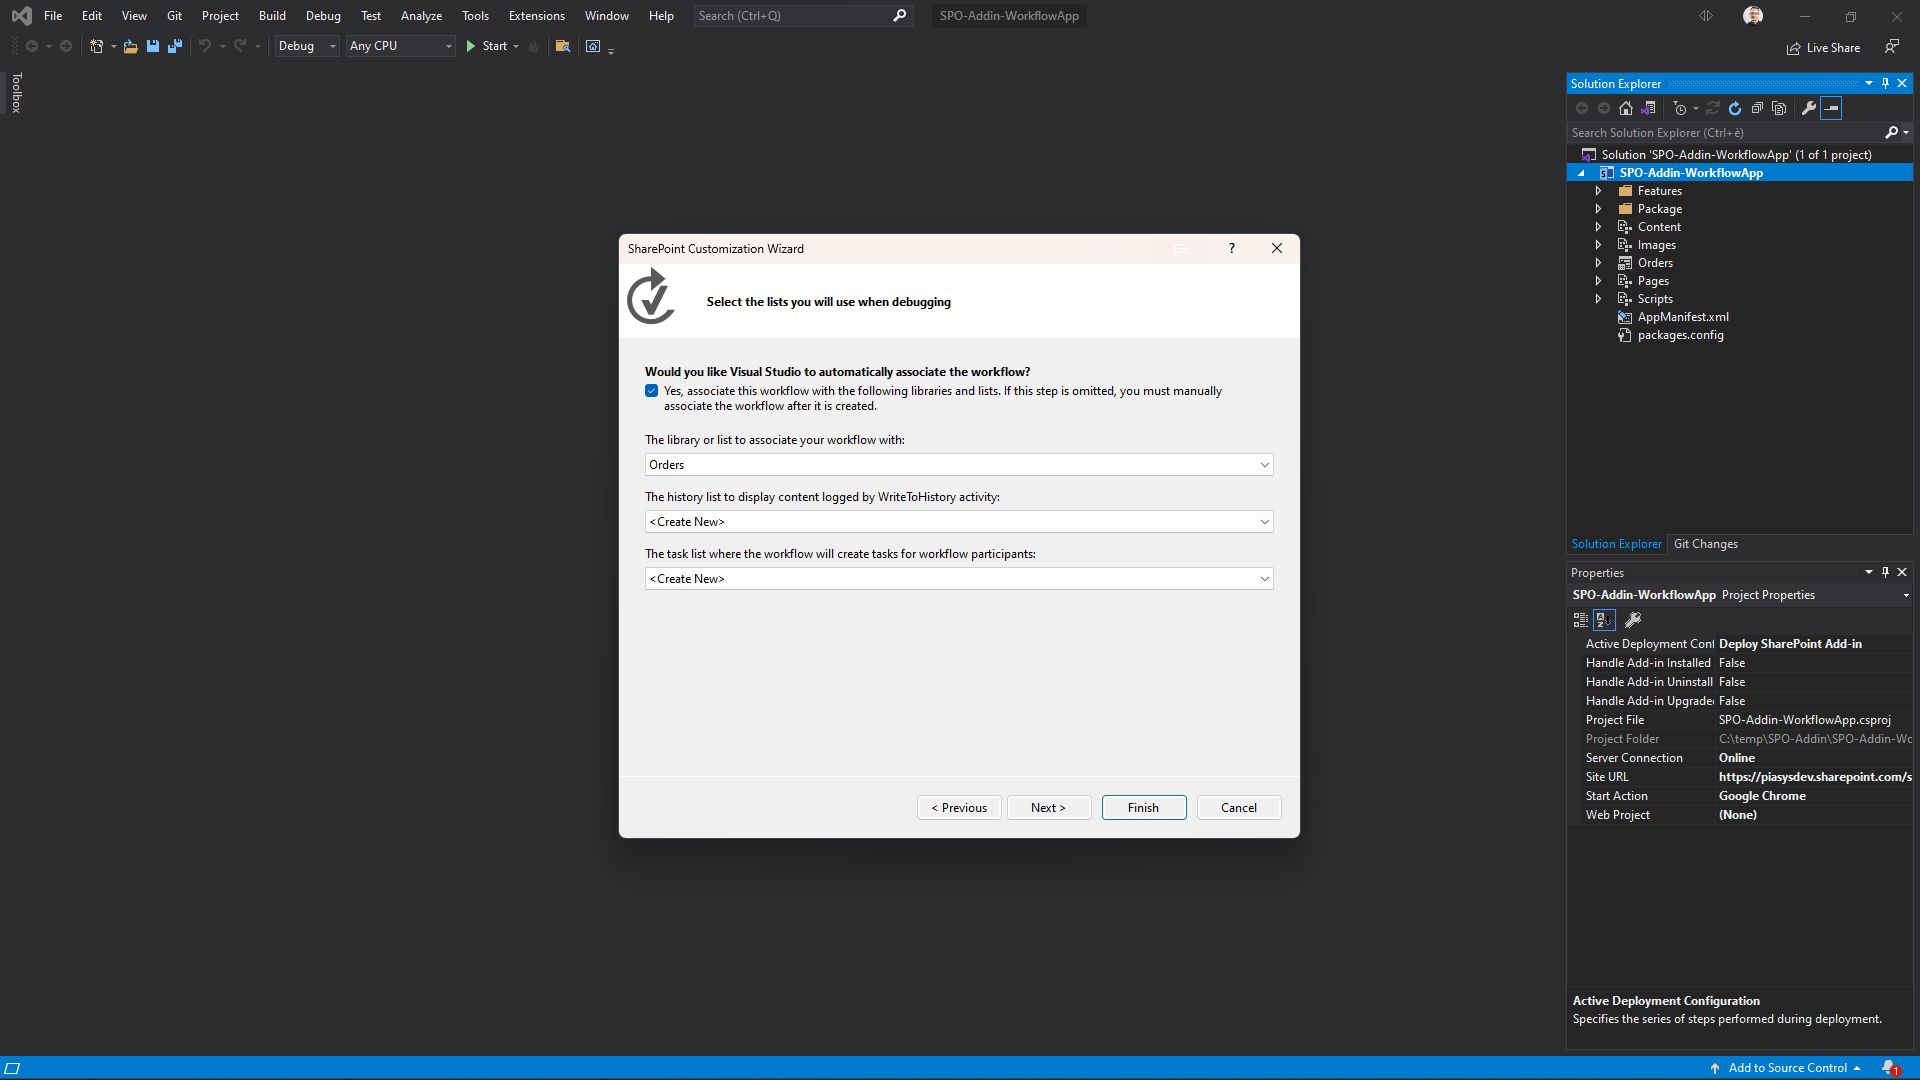 File Edit View Git Project Build Debug Test Analyze Tools Extensions Window Help Search (Ctrl+Q) SPO-Addin-WorkflowApp
Debug Any CPU Start Live Share
Toolbox
Solution Explorer
Search Solution Explorer (Ctrl+è)
Solution 'SPO-Addin-WorkflowApp' (1 of 1 project)
SPO-Addin-WorkflowApp
Features
Package
Content
Images
Orders
Pages
Scripts
AppManifest.xml
packages.config
Solution Explorer Git Changes
SharePoint Customization Wizard ?
Select the lists you will use when debugging
Would you like Visual Studio to automatically associate the workflow?
Yes, associate this workflow with the following libraries and lists. If this step is omitted, you must manually
associate the workflow after it is created.
The library or list to associate your workflow with:
Orders
The history list to display content logged by WriteToHistory activity:
<Create New>
The task list where the workflow will create tasks for workflow participants:
<Create New>
< Previous Next > Finish Cancel
Properties
SPO-Addin-WorkflowApp Project Properties
Active Deployment Conf Deploy SharePoint Add-in
Handle Add-in Installed False
Handle Add-in Uninstall False
Handle Add-in Upgraded False
Project File SPO-Addin-WorkflowApp.csproj
Project Folder C:\temp\SPO-Addin\SPO-Addin-Wo
Server Connection Online
Site URL https://piasysdev.sharepoint.com/s
Start Action Google Chrome
Web Project (None)
Active Deployment Configuration
Specifies the series of steps performed during deployment.
Add to Source Control 1